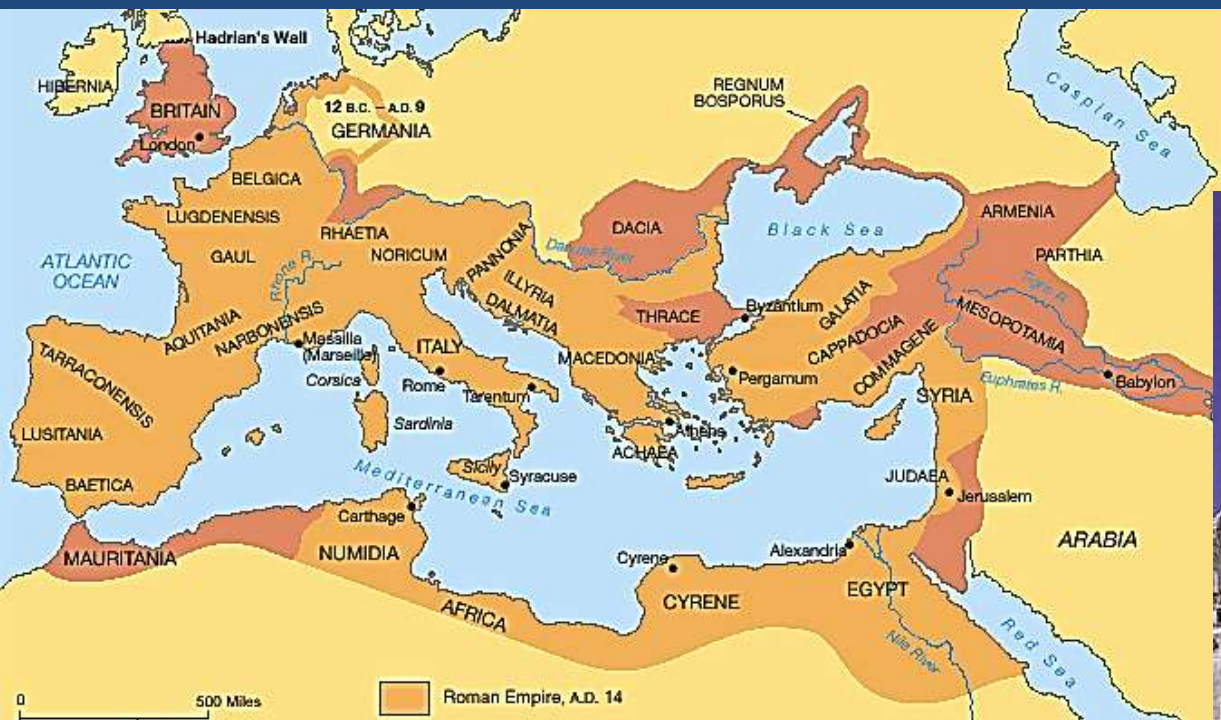 Hadrian's Wall
HIBERNIA
BRITAIN
London
12 B.C. – A.D. 9
GERMANIA
REGNUM
BOSPORUS
Caspian Sea
BELGICA
LUGDENENSIS
RHAETIA
GAUL
NORICUM
PANNONIA
ILLYRIA
DALMATIA
Danube River
DACIA
Black Sea
ARMENIA
PARTHIA
ATLANTIC
OCEAN
Rhone R.
AQUITANIA
NARBONENSIS
Massilia
(Marseille)
Corsica
ITALY
Rome
Tarentum
THRACE
Byzantium
GALATIA
CAPPADOCIA
COMMAGENE
MESOPOTAMIA
Tigris R.
TARRACONENSIS
LUSITANIA
BAETICA
Sardinia
MACEDONIA
Pergamum
Athens
ACHAEA
SYRIA
Euphrates R.
Babylon
Sicily
Syracuse
Mediterranean Sea
JUDAEA
Jerusalem
MAURITANIA
Carthage
NUMIDIA
AFRICA
Cyrene
CYRENE
Alexandria
EGYPT
ARABIA
Nile River
Red Sea
0
500 Miles
Roman Empire, A.D. 14